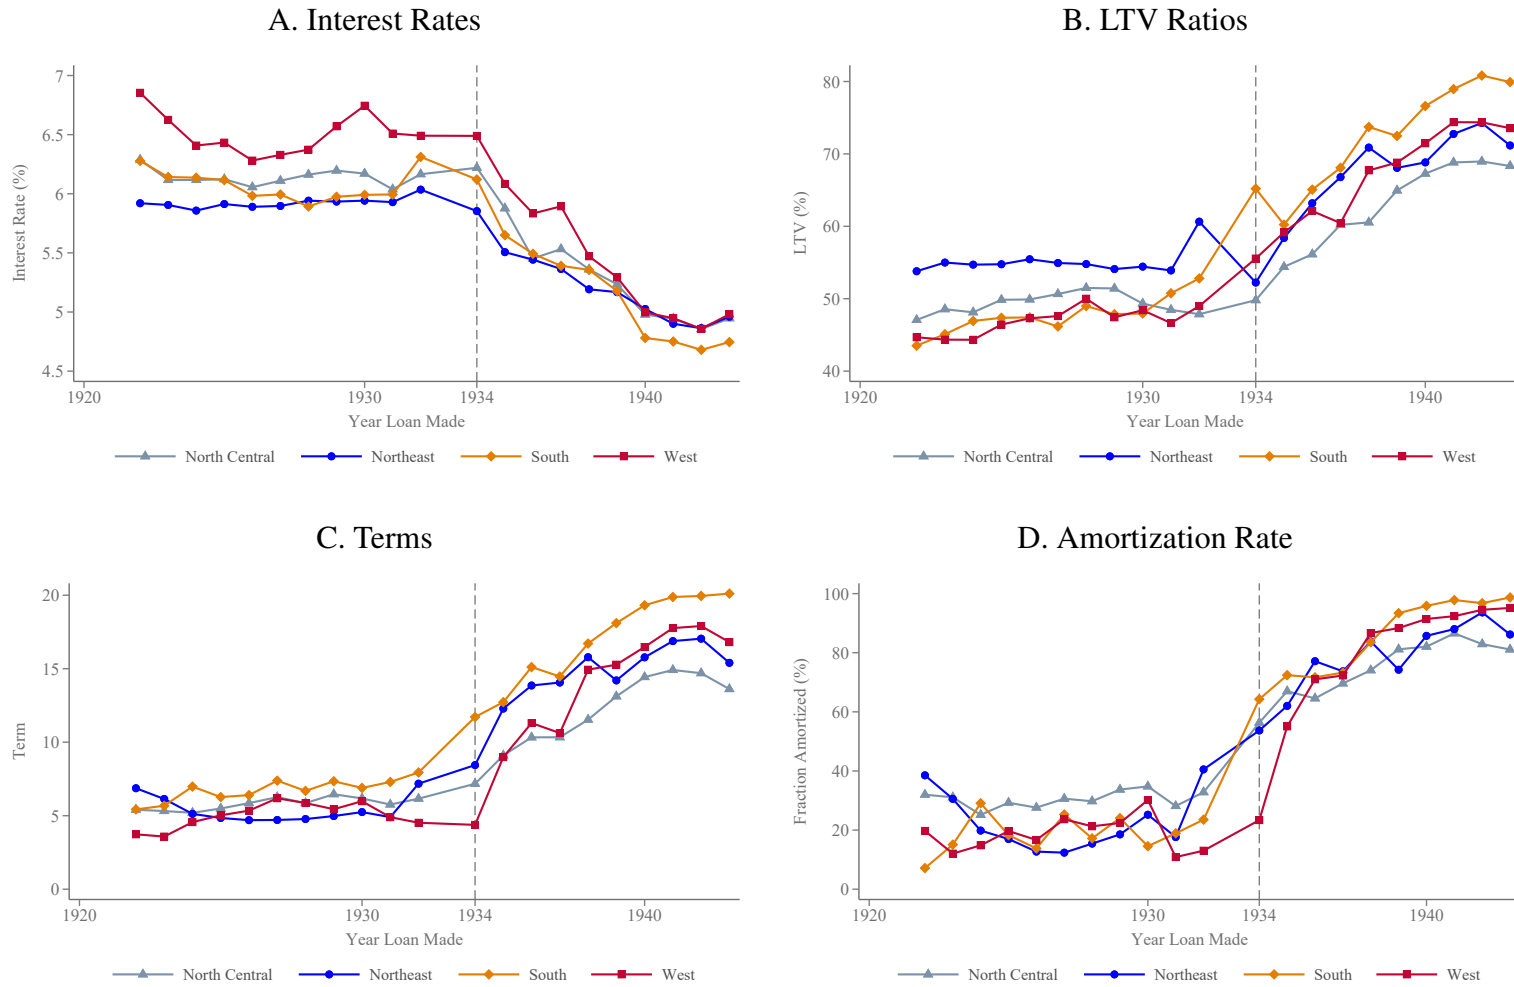 A. Interest Rates
Interest Rate (%)
7
6.5
6
5.5
5
4.5
1920 1930 1934 1940
Year Loan Made
North Central Northeast South West
B. LTV Ratios
LTV (%)
80
70
60
50
40
1920 1930 1934 1940
Year Loan Made
North Central Northeast South West
C. Terms
Term
20
15
10
5
0
1920 1930 1934 1940
Year Loan Made
North Central Northeast South West
D. Amortization Rate
Fraction Amortized (%)
100
80
60
40
20
0
1920 1930 1934 1940
Year Loan Made
North Central Northeast South West